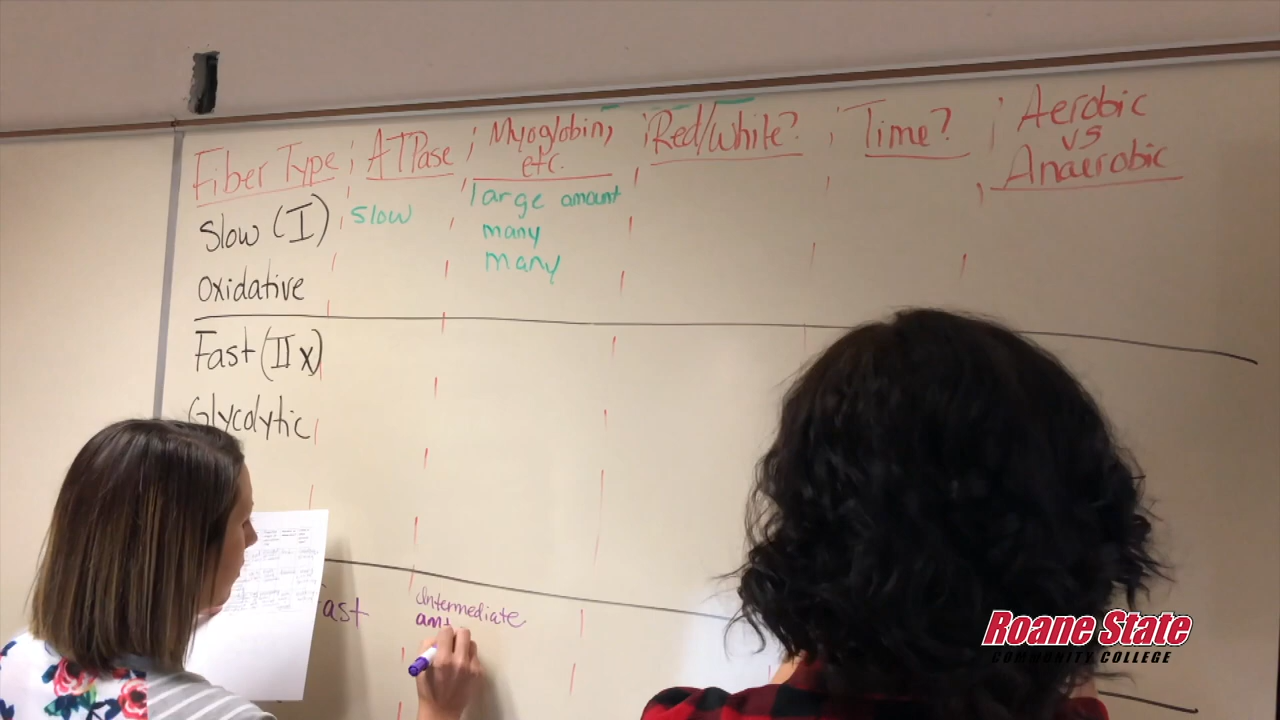 Fiber Type ; ATPase ; Myoglobin, etc. ; Red/White? ; Time? ; Aerobic vs Anaerobic
Slow (I)
Oxidative
slow
large amount
many
many
Fast (IIx)
Glycolytic
ast
Intermediate
amt
Roane State
COMMUNITY COLLEGE